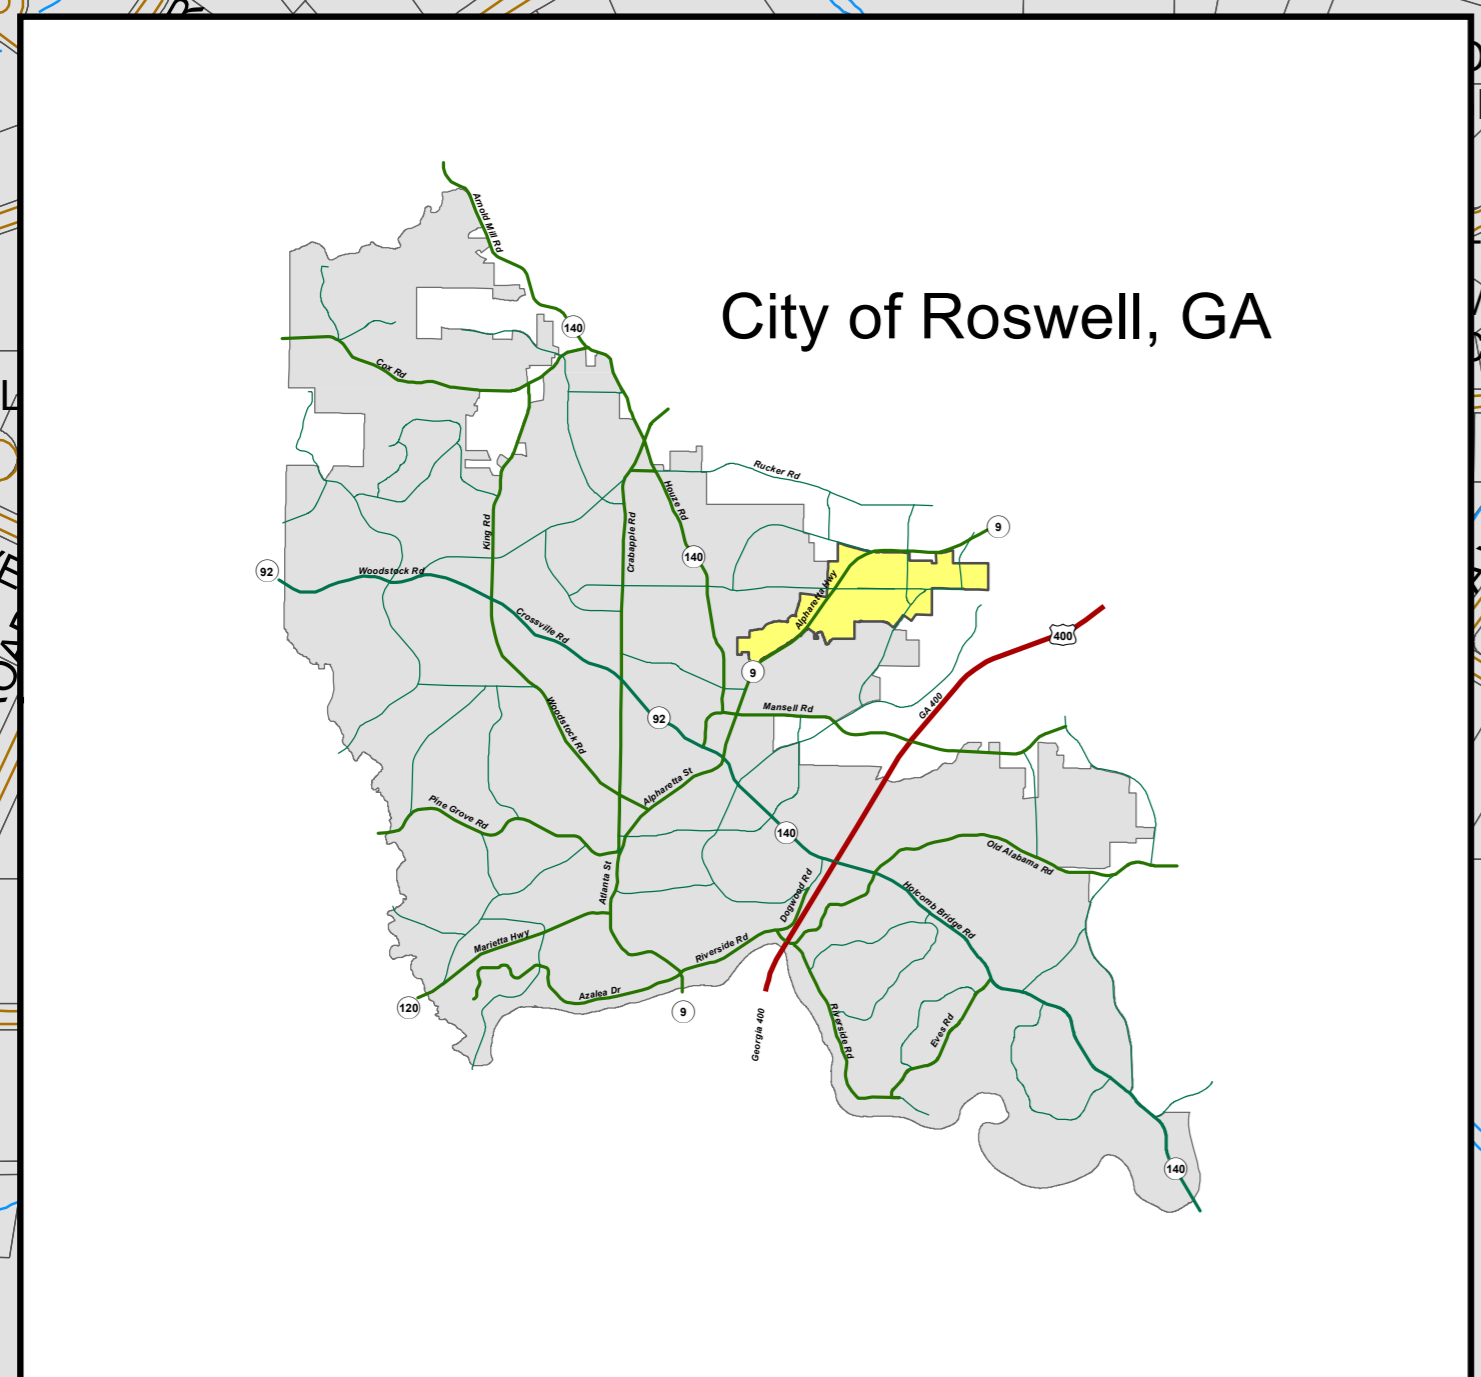 Arnold Mill Rd
City of Roswell, GA
140
Cox Rd
Rucker Rd
Houze Rd
King Rd
Crabapple Rd
9
140
92
Woodstock Rd
Alpharetta Hwy
Crossville Rd
400
9
GA 400
Woodstock Rd
92
Mansell Rd
Alpharetta St
Pine Grove Rd
140
Old Alabama Rd
Atlanta St
Dogwood Rd
Holcomb Bridge Rd
Marietta Hwy
Riverside Rd
Azalea Dr
120
9
Georgia 400
Riverside Rd
Eves Rd
140